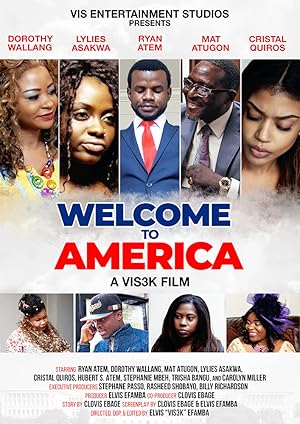 VIS ENTERTAINMENT STUDIOS
PRESENTS
DOROTHY WALLANG
LYLIES ASAKWA
RYAN ATEM
MAT ATUGON
CRISTAL QUIROS
WELCOME
TO
AMERICA
A VIS3K FILM
STARRING RYAN ATEM, DOROTHY WALLANG, MAT ATUGON, LYLIES ASAKWA,
CRISTAL QUIROS, HUBERT S. ATEM, STEPHANIE MBEH, TRISHA BANGU, AND CAROLYN MILLER
EXECUTIVE PRODUCERS STEPHANE PASSO, RASHEED SHOBAYO, BILLY RICHARDSON
PRODUCER ELVIS EFAMBA CO-PRODUCER CLOVIS EBAGE
STORY BY CLOVIS EBAGE SCREENPLAY BY CLOVIS EBAGE & ELVIS EFAMBA
DIRECTED, DOP, & EDITED BY ELVIS "VIS3K" EFAMBA